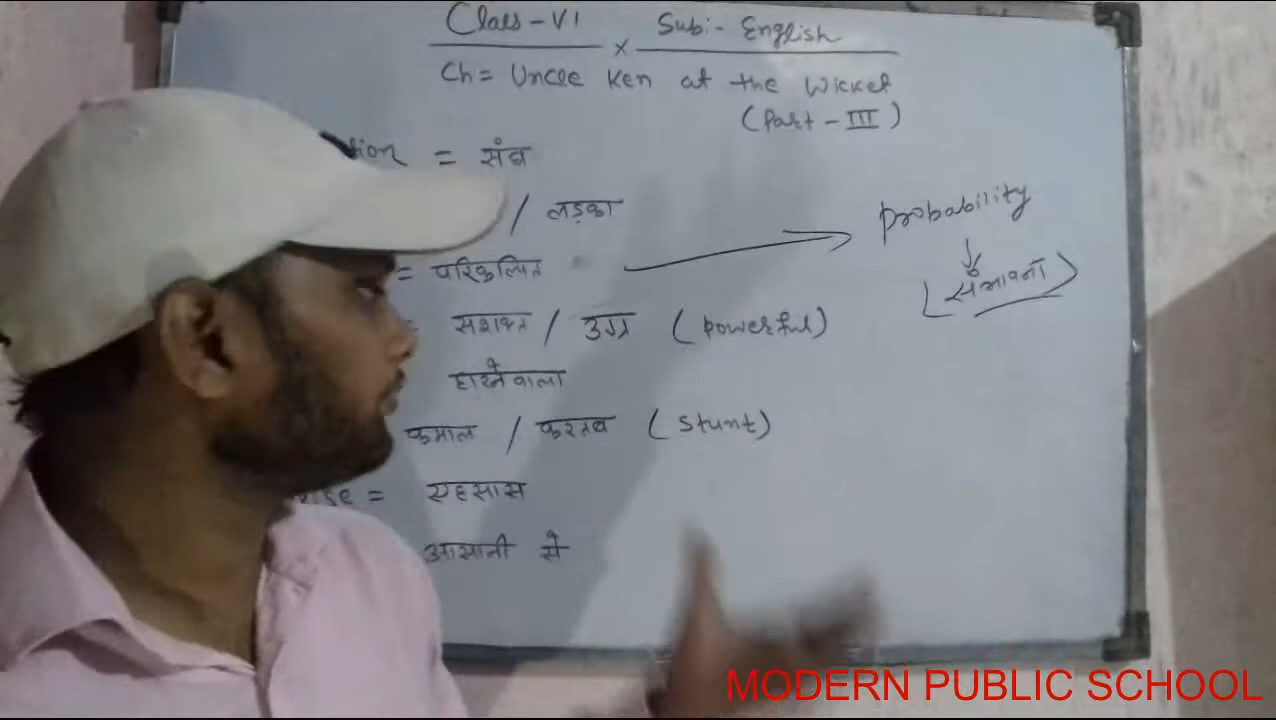 Class-VI x Sub:- English
Ch = Uncle Ken at the Wicket
(Part - III)
= संघ
/ लड़का
probability
= परिकल्पित
(संभावनाॅ)
सशक्त / उग्र (powerful)
हारनेवाला
कमाल / करतब (stunt)
= एहसास
आसानी से
MODERN PUBLIC SCHOOL